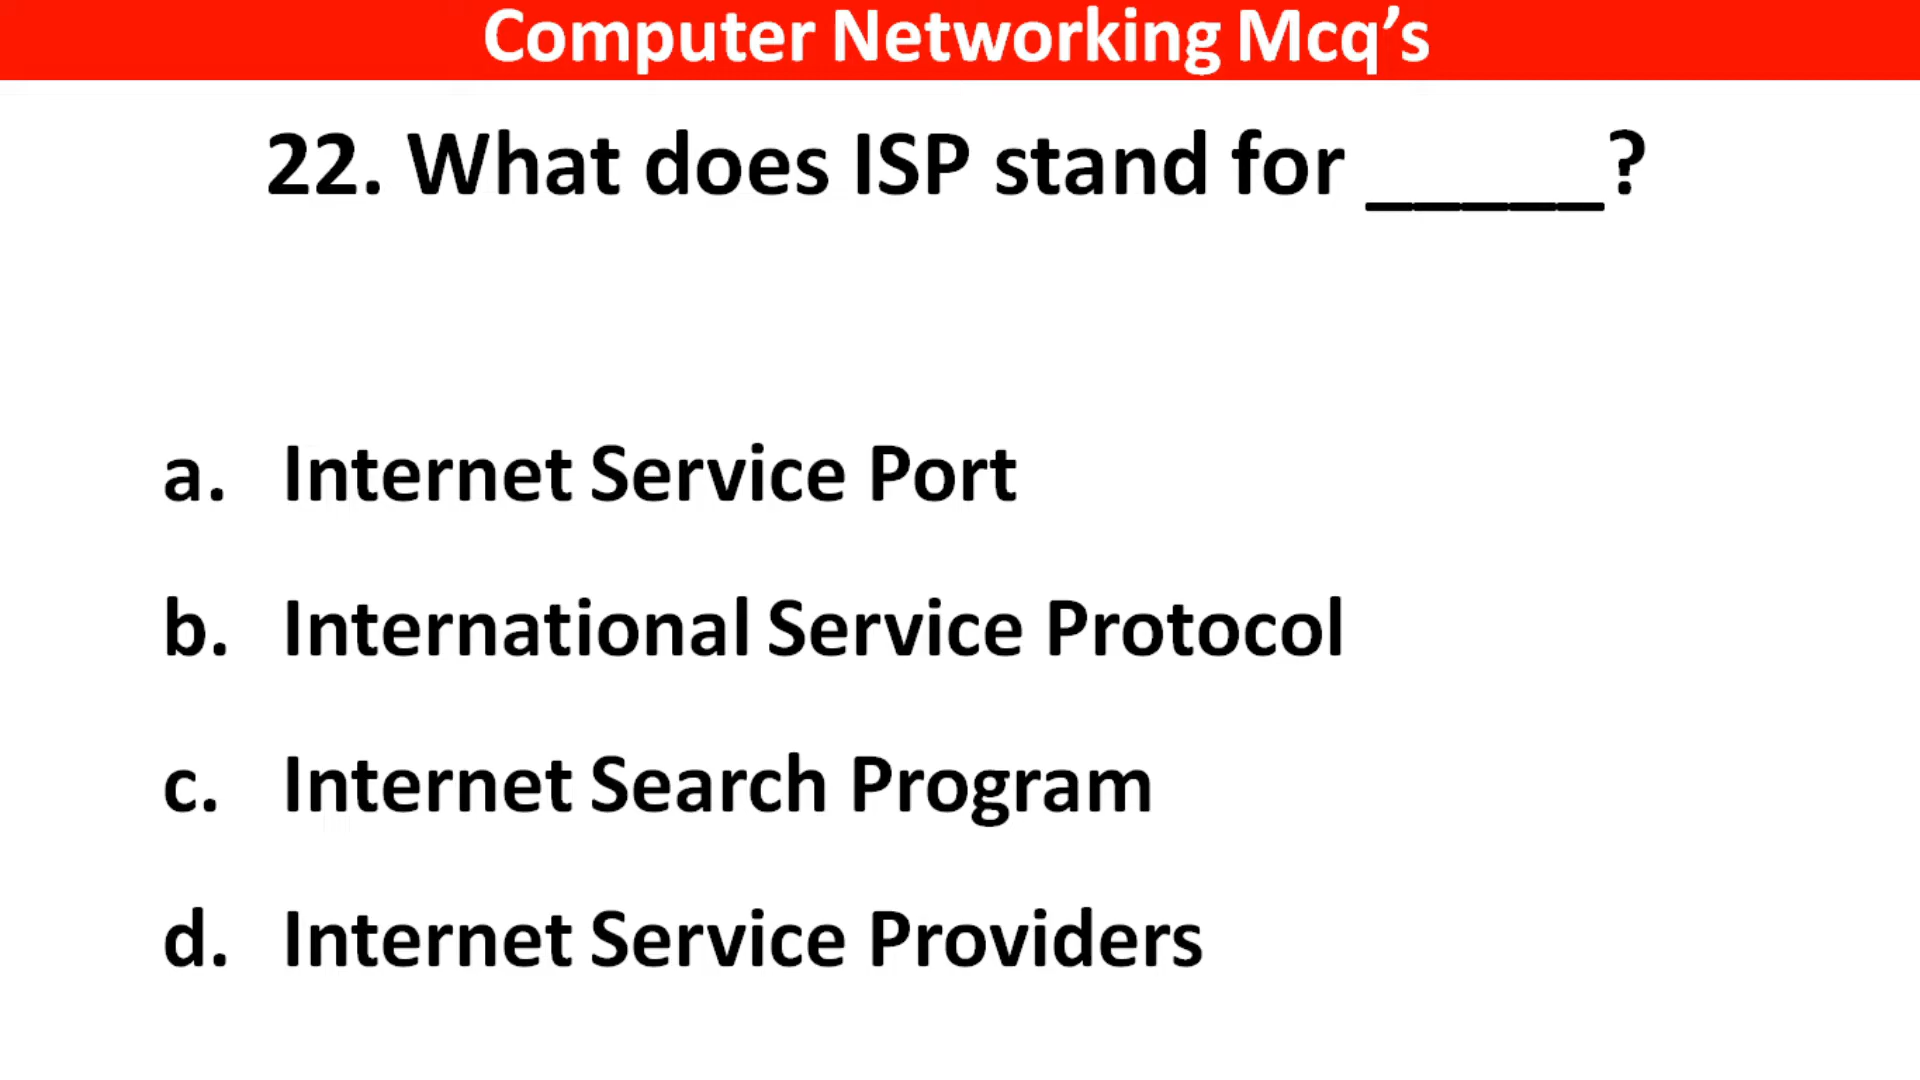 Computer Networking Mcq’s
22. What does ISP stand for _____?
a. Internet Service Port
b. International Service Protocol
c. Internet Search Program
d. Internet Service Providers